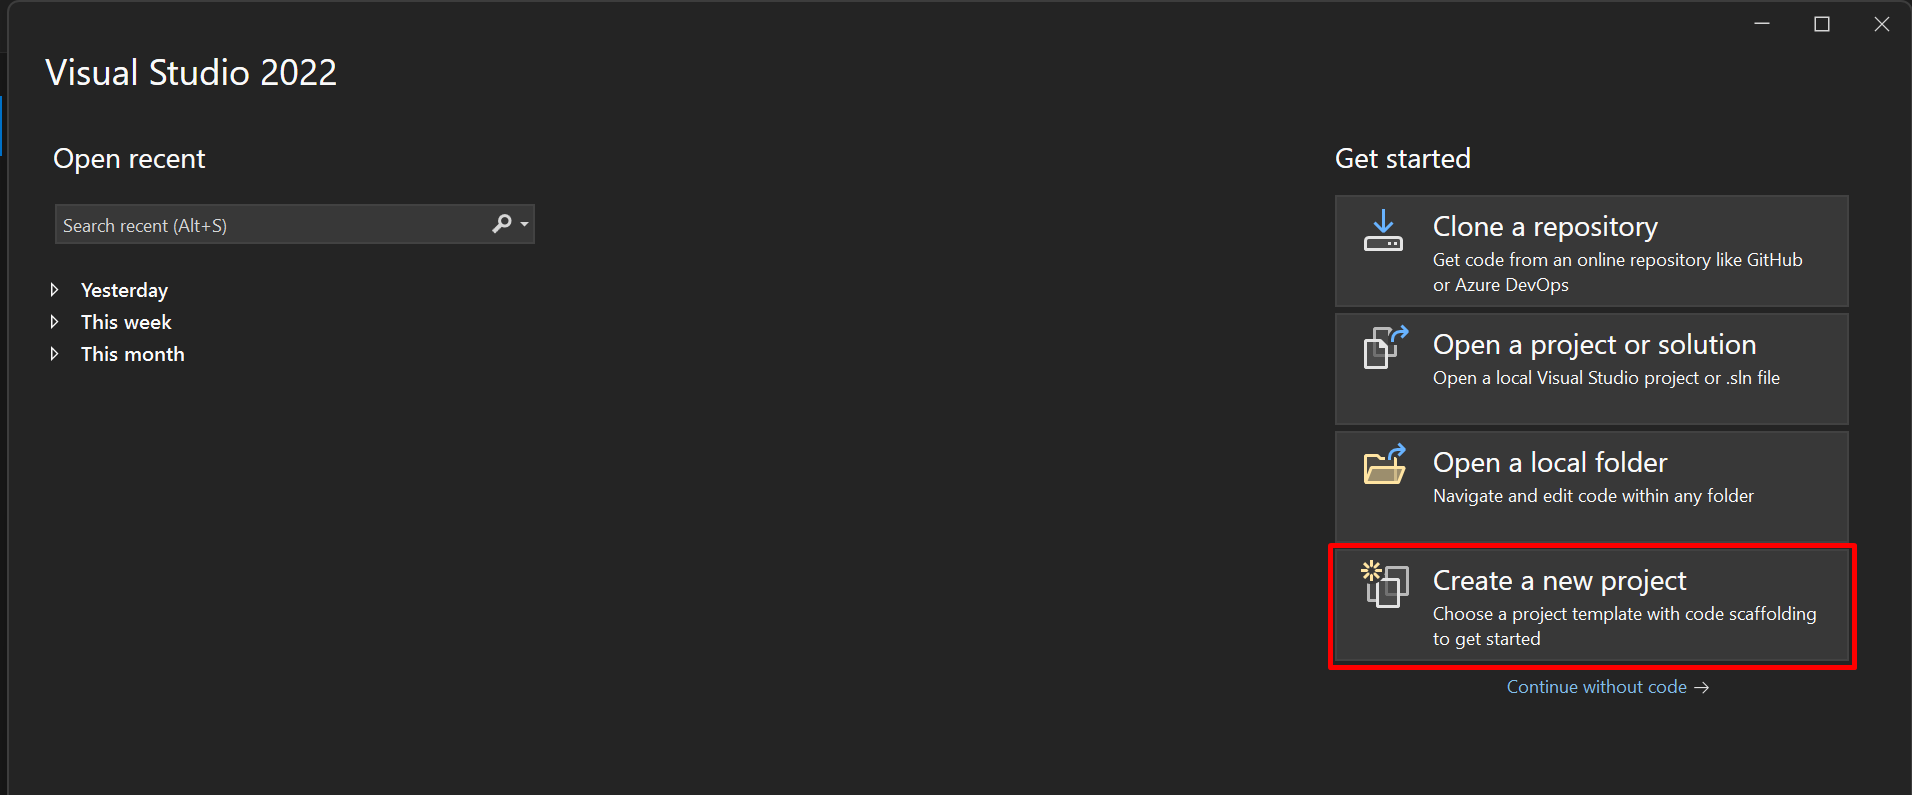 Visual Studio 2022
Open recent
Search recent (Alt+S)
Yesterday
This week
This month
Get started
Clone a repository
Get code from an online repository like GitHub
or Azure DevOps
Open a project or solution
Open a local Visual Studio project or .sln file
Open a local folder
Navigate and edit code within any folder
Create a new project
Choose a project template with code scaffolding
to get started
Continue without code →